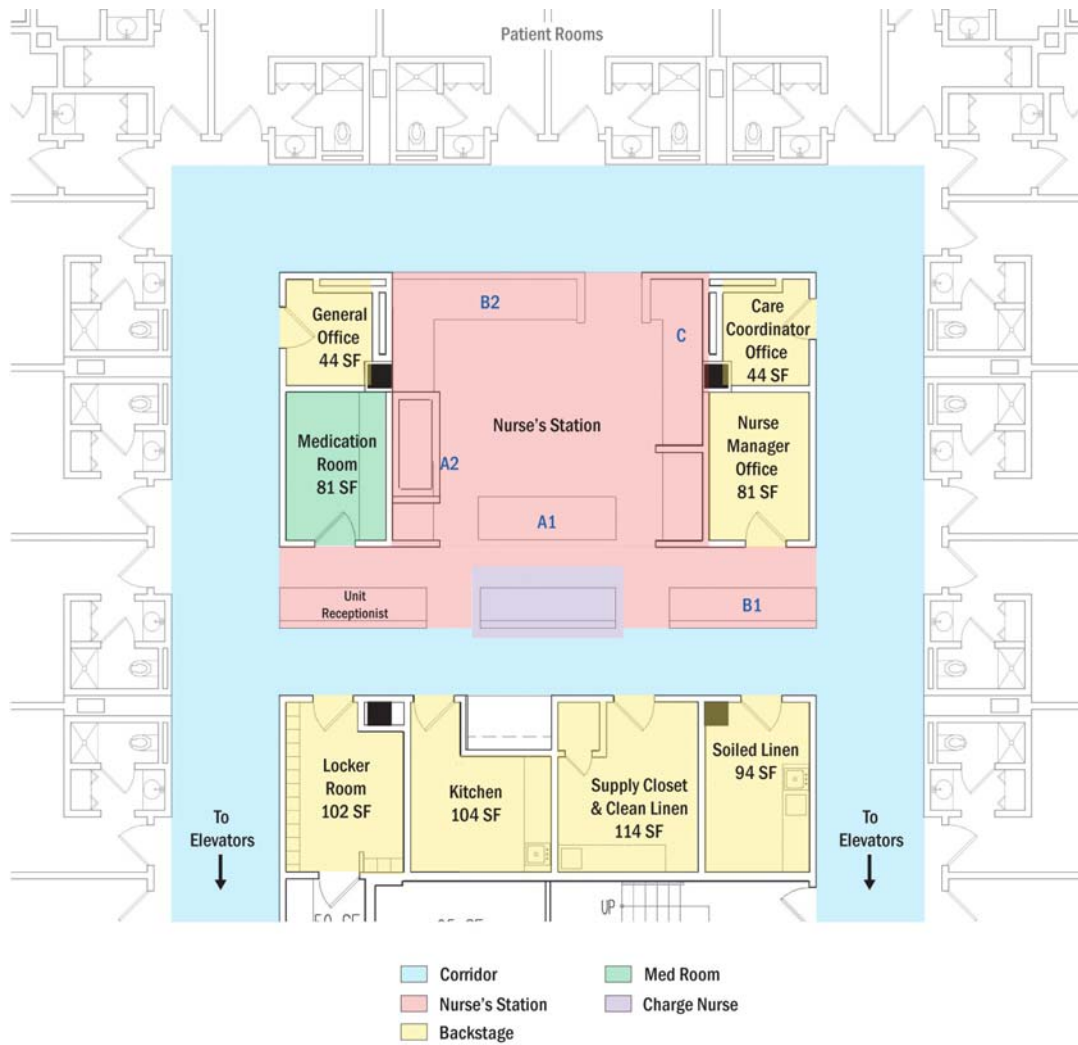 Patient Rooms
General
Office
44 SF
B2
C
Care
Coordinator
Office
44 SF
Medication
Room
81 SF
A2
Nurse's Station
A1
Nurse
Manager
Office
81 SF
Unit
Receptionist
B1
Locker
Room
102 SF
Kitchen
104 SF
Supply Closet
& Clean Linen
114 SF
Soiled Linen
94 SF
To
Elevators
To
Elevators
UP
Corridor
Nurse's Station
Backstage
Med Room
Charge Nurse